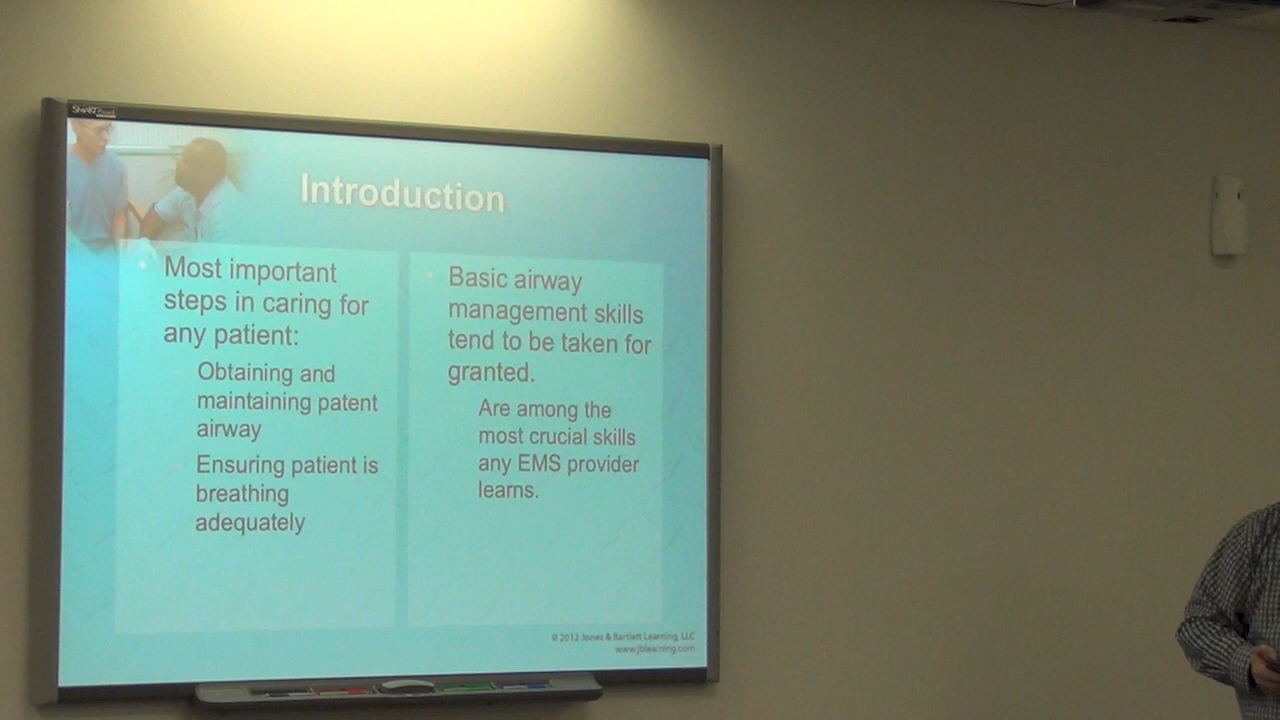 SMART Board
Introduction
Most important
steps in caring for
any patient:
Obtaining and
maintaining patent
airway
Ensuring patient is
breathing
adequately
Basic airway
management skills
tend to be taken for
granted.
Are among the
most crucial skills
any EMS provider
learns.
© 2012 Jones & Bartlett Learning, LLC
www.jblearning.com